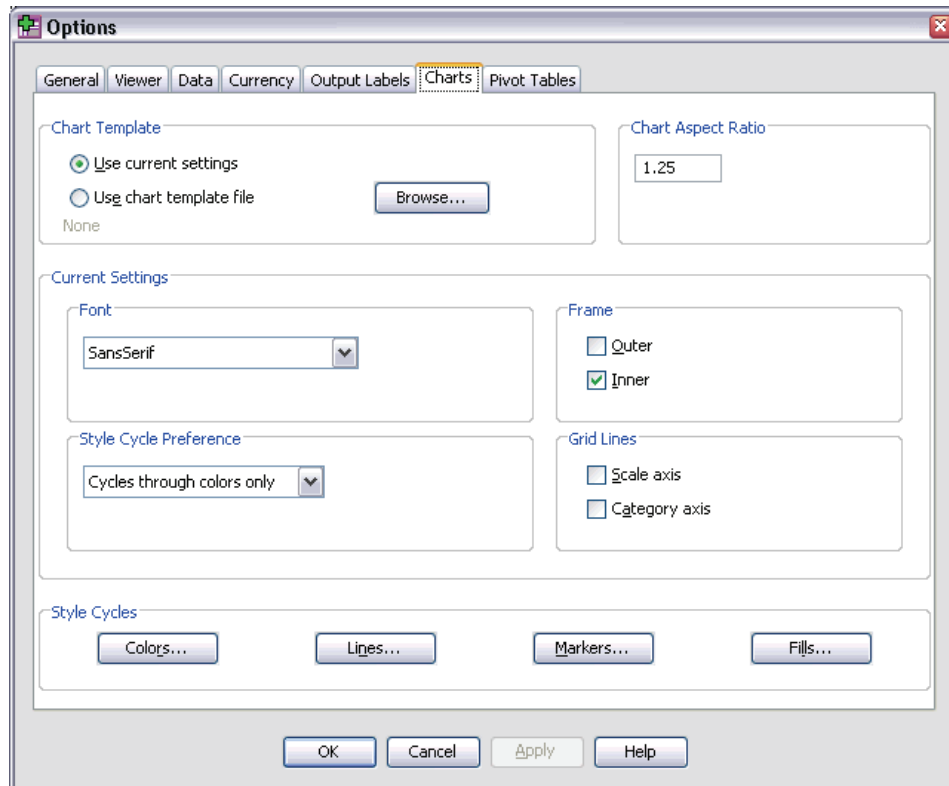 Options
General Viewer Data Currency Output Labels Charts Pivot Tables
Chart Template
Use current settings
Use chart template file
Browse...
None
Chart Aspect Ratio
1.25
Current Settings
Font
SansSerif
Frame
Outer
Inner
Style Cycle Preference
Cycles through colors only
Grid Lines
Scale axis
Category axis
Style Cycles
Colors... Lines... Markers... Fills...
OK Cancel Apply Help